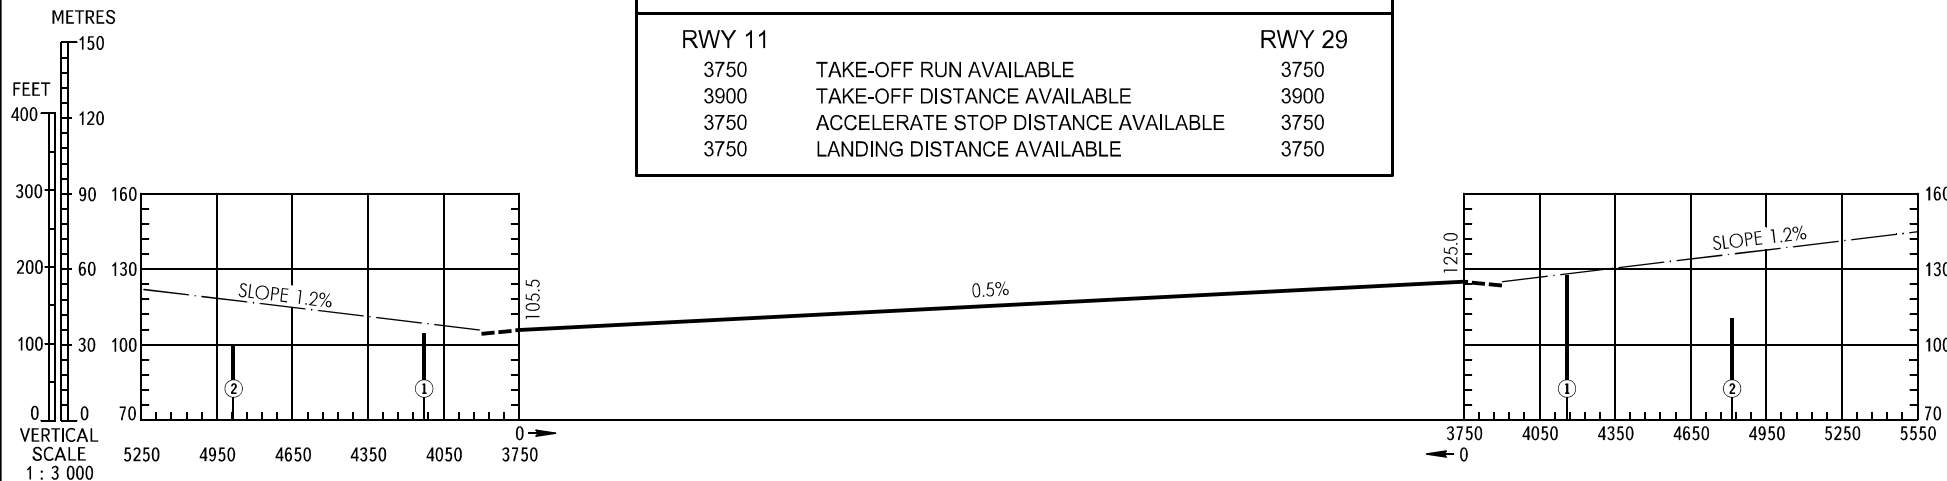 METRES
150
FEET
400
120
300
90
200
60
100
30
0
0
VERTICAL
SCALE
1 : 3 000
RWY 11 RWY 29
3750 TAKE-OFF RUN AVAILABLE 3750
3900 TAKE-OFF DISTANCE AVAILABLE 3900
3750 ACCELERATE STOP DISTANCE AVAILABLE 3750
3750 LANDING DISTANCE AVAILABLE 3750
160
130
100
70
SLOPE 1.2%
2
1
105.5
0
5250 4950 4650 4350 4050 3750
0.5%
125.0
SLOPE 1.2%
1
2
160
130
100
70
3750 4050 4350 4650 4950 5250 5550
0